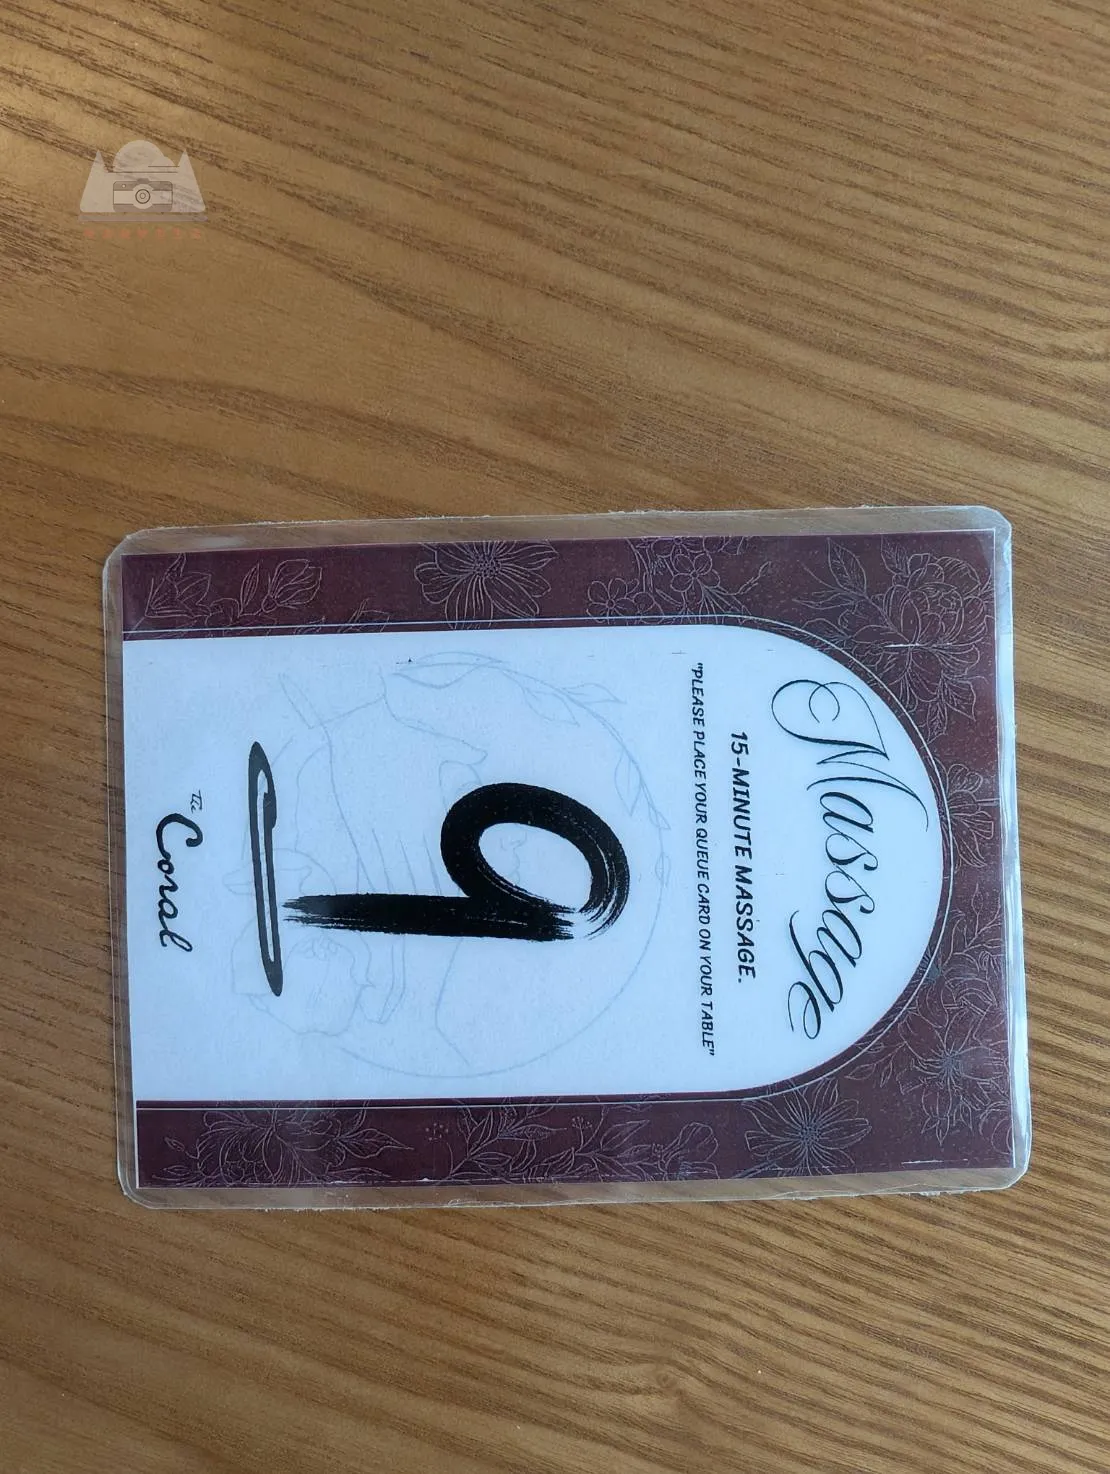 Massage
15-MINUTE MASSAGE.
"PLEASE PLACE YOUR QUEUE CARD ON YOUR TABLE"
9
The Coral